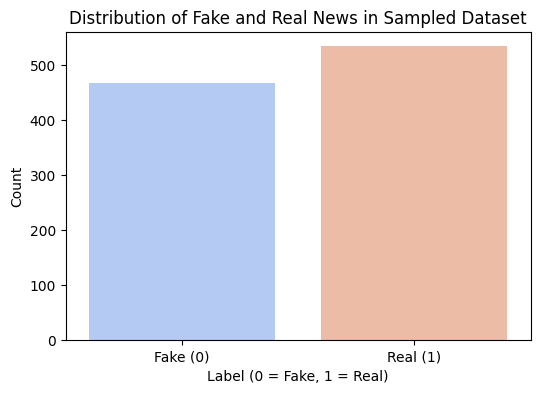 Distribution of Fake and Real News in Sampled Dataset
500
400
300
200
100
0
Count
Fake (0)
Real (1)
Label (0 = Fake, 1 = Real)